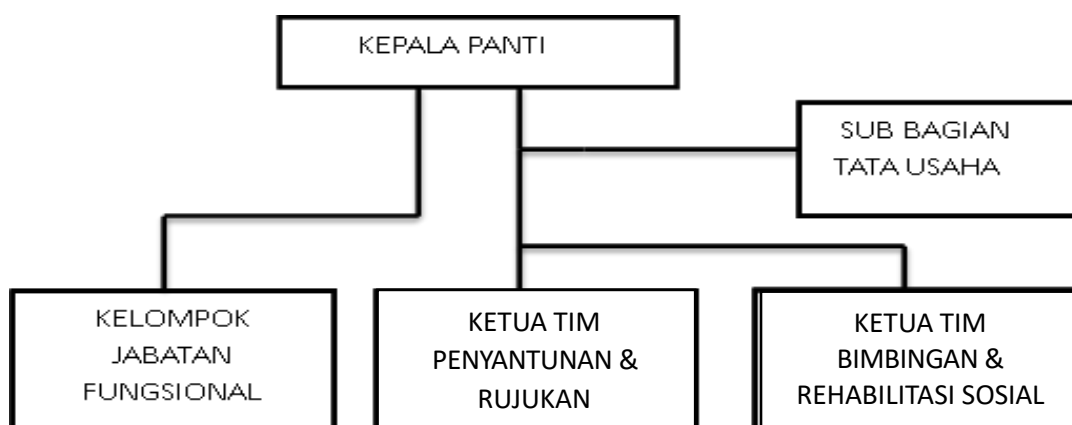 KEPALA PANTI
SUB BAGIAN
TATA USAHA
KELOMPOK
JABATAN
FUNGSIONAL
KETUA TIM
PENYANTUNAN &
RUJUKAN
KETUA TIM
BIMBINGAN &
REHABILITASI SOSIAL